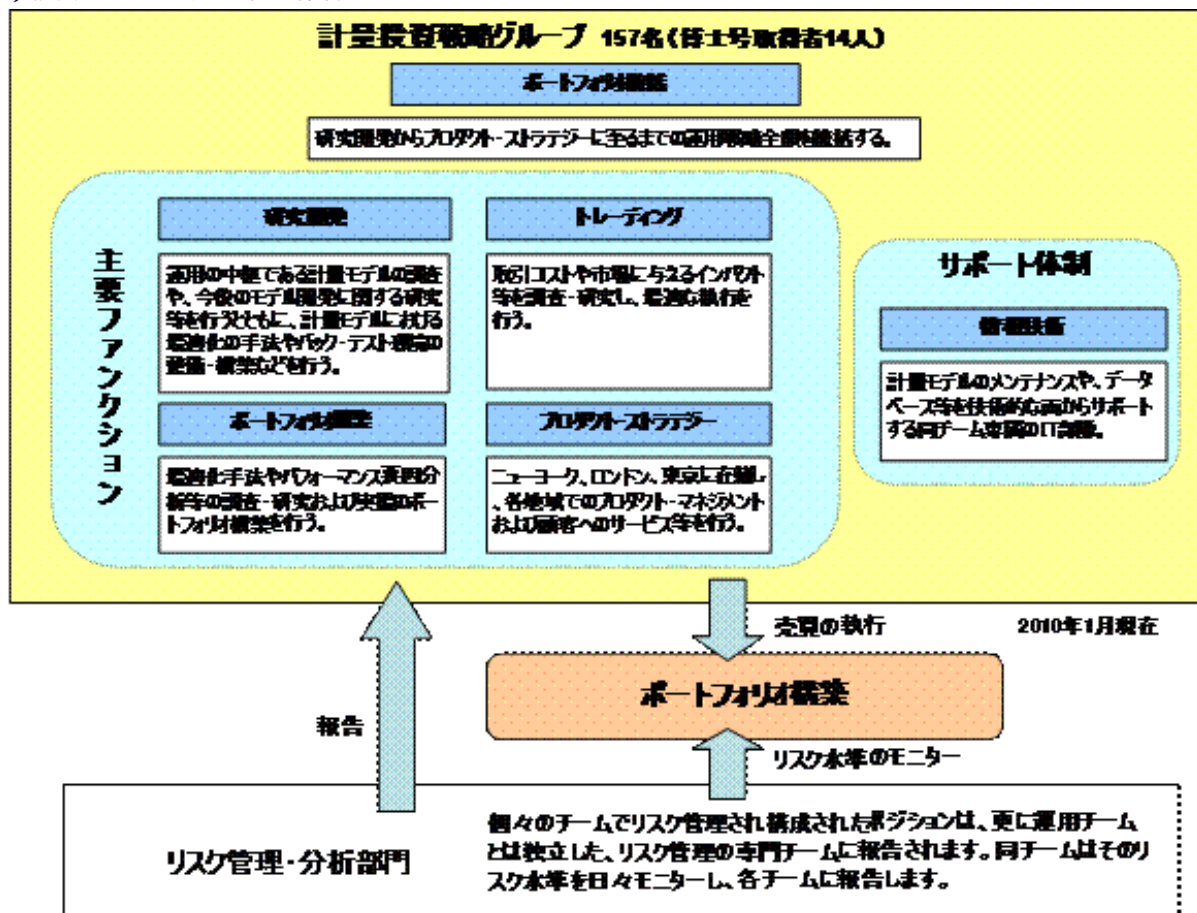 計量投資戦略グループ 157名(博士号取得者14人)
ポートフォリオ統括
研究開発からプロダクト・ストラテジーに至るまでの運用戦略全般を統括する。
主要ファンクション
研究開発
運用の中枢である計量モデルの調査
や、今後のモデル開発に関する研究
等を行うとともに、計量モデルにおける
最適化の手法やバック・テスト環境の
整備・構築などを行う。
トレーディング
取引コストや市場に与えるインパクト
等を調査・研究し、最適な執行を
行う。
ポートフォリオ構築
最適化手法やパフォーマンス要因分
析等の調査・研究および実際のポー
トフォリオ構築を行う。
プロダクト・ストラテジー
ニューヨーク、ロンドン、東京に在籍し
、各地域でのプロダクト・マネジメント
および顧客へのサービス等を行う。
サポート体制
情報技術
計量モデルのメンテナンスや、データ
ベース等を技術的な面からサポート
する同チーム専属のIT部隊。
売買の執行
2010年1月現在
ポートフォリオ構築
報告
リスク水準のモニター
リスク管理・分析部門
個々のチームでリスク管理され構成されたポジションは、更に運用チーム
とは独立した、リスク管理の専門チームに報告されます。同チームはそのリ
スク水準を日々モニターし、各チームに報告します。